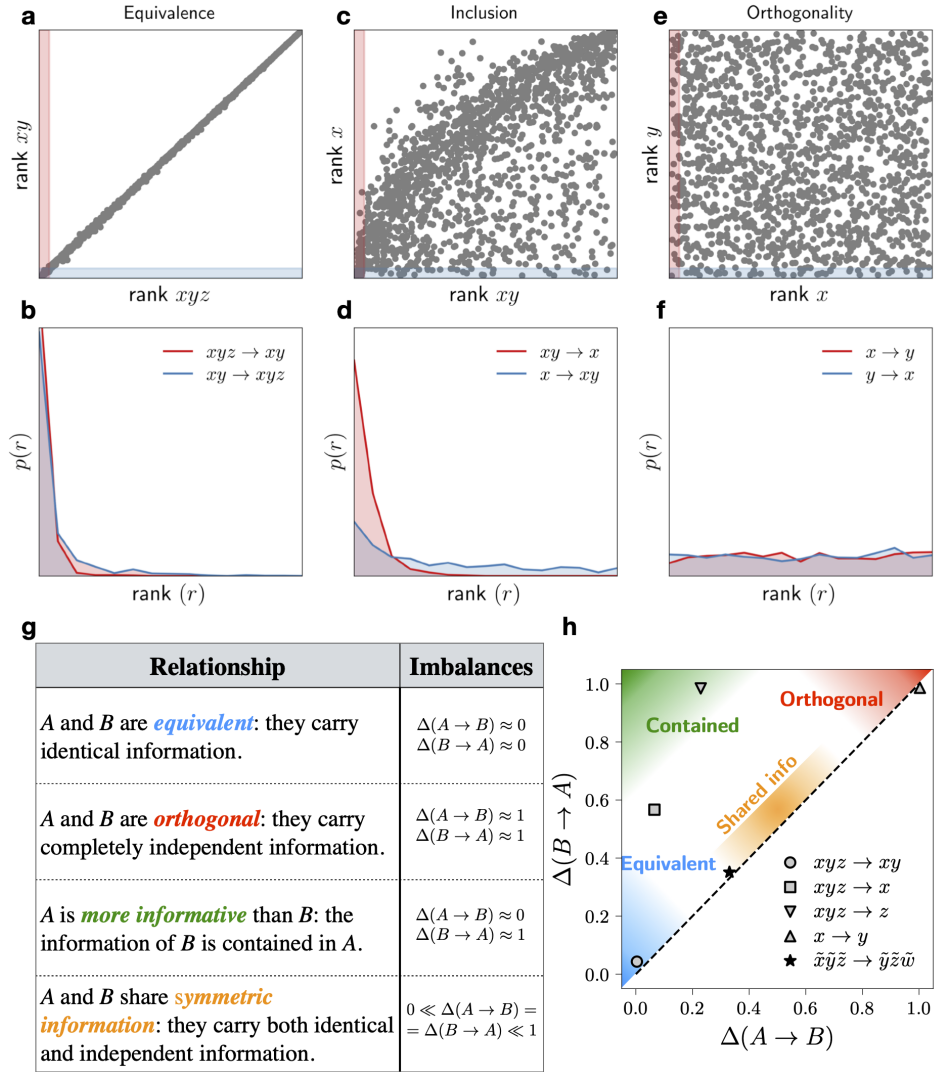 a
Equivalence
rank xy
rank xyz
c
Inclusion
rank x
rank xy
e
Orthogonality
rank y
rank x
b
xyz → xy
xy → xyz
p(r)
rank (r)
d
xy → x
x → xy
p(r)
rank (r)
f
x → y
y → x
p(r)
rank (r)
g
Relationship
Imbalances
A and B are equivalent: they carry
identical information.
Δ(A → B) ≈ 0
Δ(B → A) ≈ 0
A and B are orthogonal: they carry
completely independent information.
Δ(A → B) ≈ 1
Δ(B → A) ≈ 1
A is more informative than B: the
information of B is contained in A.
Δ(A → B) ≈ 0
Δ(B → A) ≈ 1
A and B share symmetric
information: they carry both identical
and independent information.
0 ≪ Δ(A → B) =
= Δ(B → A) ≪ 1
h
1.0
0.8
0.6
0.4
0.2
0.0
Δ(B → A)
Contained
Orthogonal
Shared info
Equivalent
xyz → xy
xyz → x
xyz → z
x → y
x̃ỹz̃ → ỹz̃w̃
0.0 0.2 0.4 0.6 0.8 1.0
Δ(A → B)